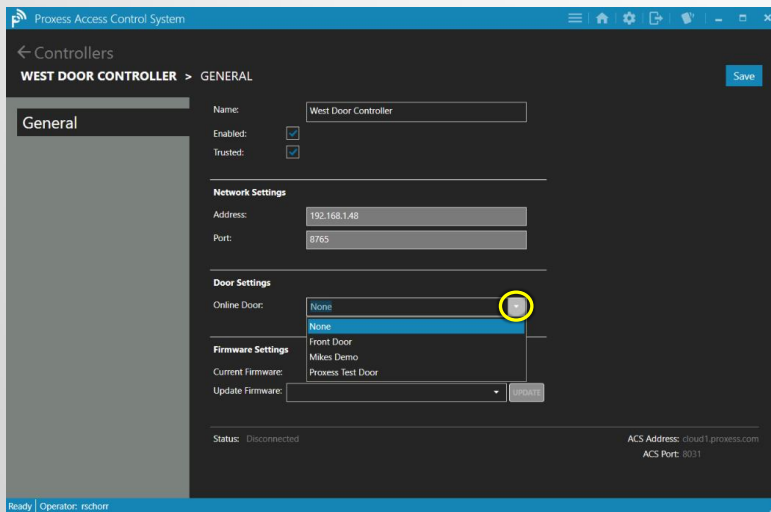 Proxess Access Control System
Controllers
WEST DOOR CONTROLLER > GENERAL
Save
General
Name: West Door Controller
Enabled:
Trusted:
Network Settings
Address: 192.168.1.48
Port: 8765
Door Settings
Online Door: None
None
Front Door
Mikes Demo
Proxess Test Door
Firmware Settings
Current Firmware:
Update Firmware: UPDATE
Status: Disconnected
ACS Address: cloud1.proxess.com
ACS Port: 8031
Ready Operator: rschorr